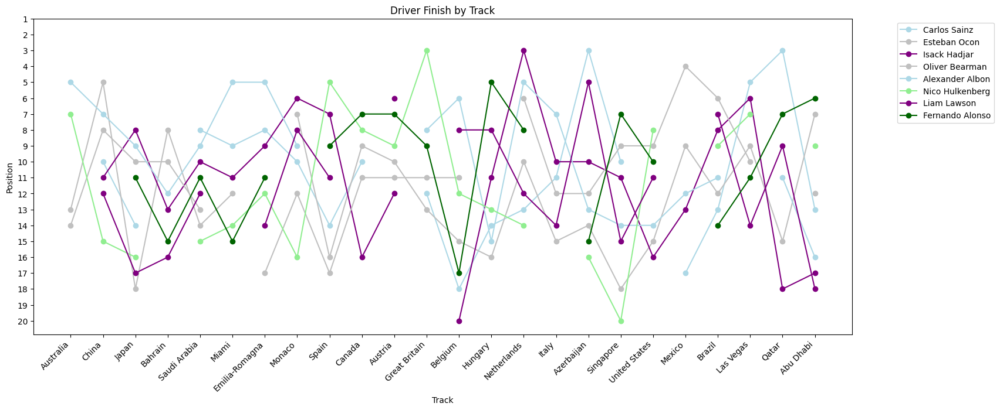 Driver Finish by Track
Position
1
2
3
4
5
6
7
8
9
10
11
12
13
14
15
16
17
18
19
20
Australia
China
Japan
Bahrain
Saudi Arabia
Miami
Emilia-Romagna
Monaco
Spain
Canada
Austria
Great Britain
Belgium
Hungary
Netherlands
Italy
Azerbaijan
Singapore
United States
Mexico
Brazil
Las Vegas
Qatar
Abu Dhabi
Track
Carlos Sainz
Esteban Ocon
Isack Hadjar
Oliver Bearman
Alexander Albon
Nico Hulkenberg
Liam Lawson
Fernando Alonso